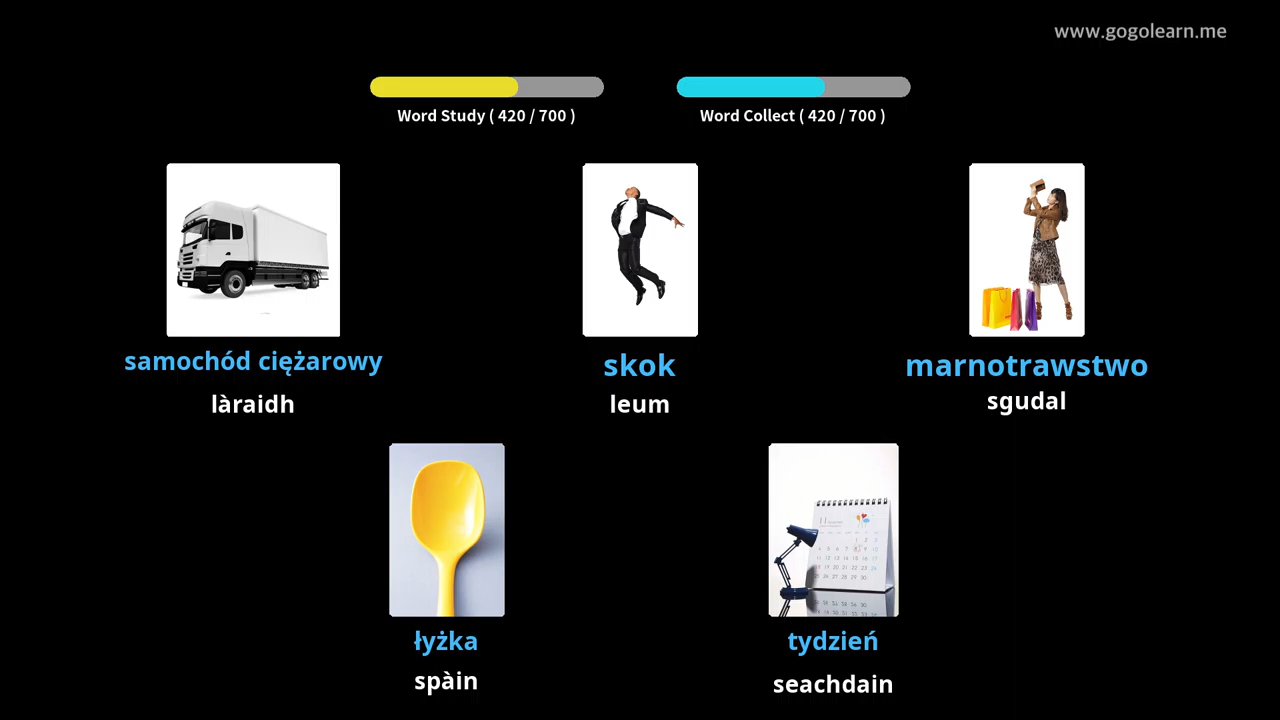 www.gogolearn.me
Word Study ( 420 / 700 )
Word Collect ( 420 / 700 )
samochód ciężarowy
làraidh
skok
leum
marnotrawstwo
sgudal
łyżka
spàin
tydzień
seachdain